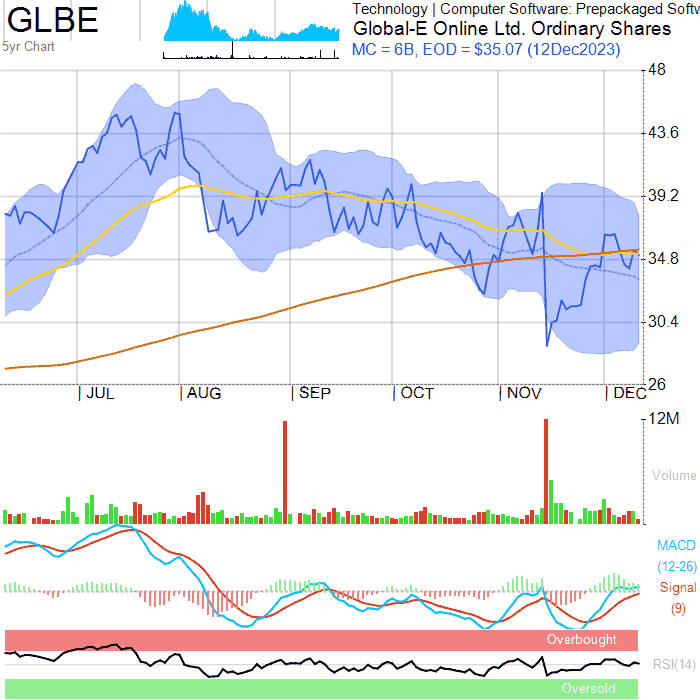 GLBE
5yr Chart
Technology | Computer Software: Prepackaged Softw
Global-E Online Ltd. Ordinary Shares
MC = 6B, EOD = $35.07 (12Dec2023)
48
43.6
39.2
34.8
30.4
26
JUL AUG SEP OCT NOV DEC
12M
Volume
MACD
(12-26)
Signal
(9)
Overbought
RSI(14)
Oversold